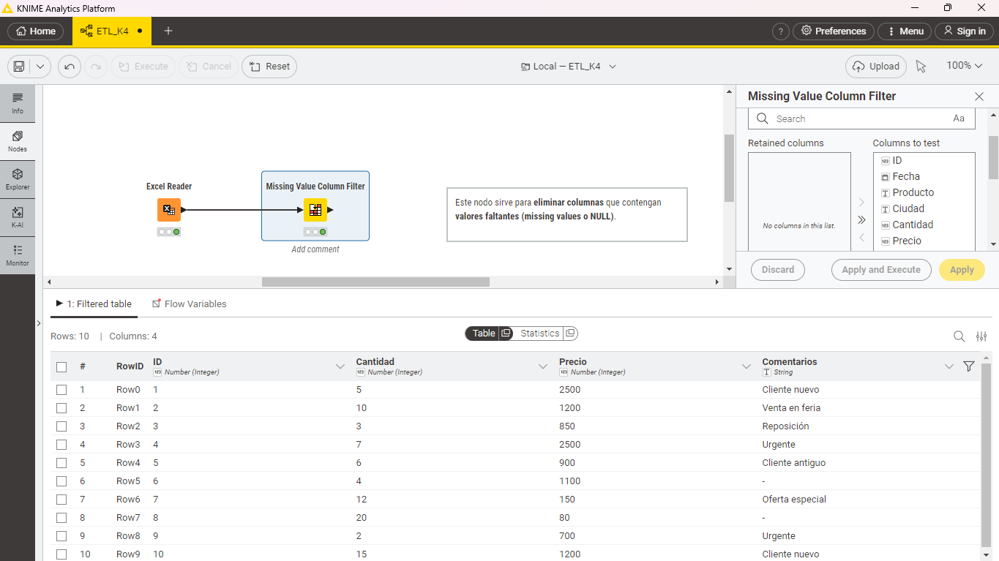 KNIME Analytics Platform
Home
ETL_K4
?
Preferences
Menu
Sign in
Execute
Cancel
Reset
Local — ETL_K4
Upload
100%
Info
Nodes
Explorer
K-AI
Monitor
Excel Reader
Missing Value Column Filter
Add comment
Este nodo sirve para eliminar columnas que contengan
valores faltantes (missing values o NULL).
Missing Value Column Filter
Search
Aa
Retained columns
Columns to test
No columns in this list.
ID
Fecha
Producto
Ciudad
Cantidad
Precio
Discard
Apply and Execute
Apply
1: Filtered table
Flow Variables
Rows: 10 | Columns: 4
Table
Statistics
# RowID ID Cantidad Precio Comentarios
Number (Integer) Number (Integer) Number (Integer) String
1 Row0 1 5 2500 Cliente nuevo
2 Row1 2 10 1200 Venta en feria
3 Row2 3 3 850 Reposición
4 Row3 4 7 2500 Urgente
5 Row4 5 6 900 Cliente antiguo
6 Row5 6 4 1100 -
7 Row6 7 12 150 Oferta especial
8 Row7 8 20 80 -
9 Row8 9 2 700 Urgente
10 Row9 10 15 1200 Cliente nuevo